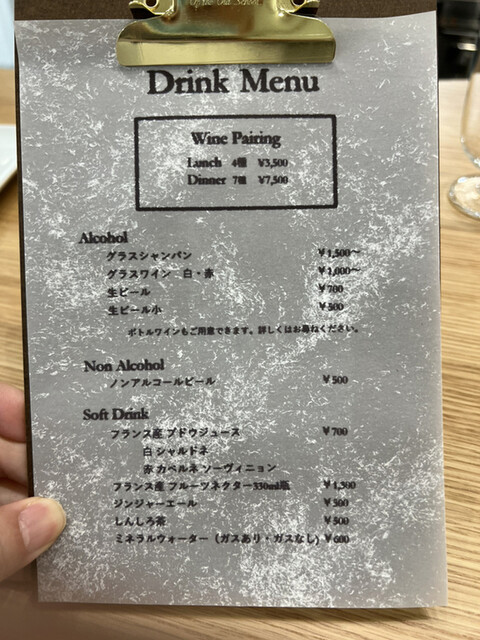 Drink Menu
Wine Pairing
Lunch 4種 ¥3,500
Dinner 7種 ¥7,500
Alcohol
グラスシャンパン ¥1,500〜
グラスワイン 白・赤 ¥1,000〜
生ビール ¥700
生ビール小 ¥500
ボトルワインもご用意できます。詳しくはお尋ねください。
Non Alcohol
ノンアルコールビール ¥500
Soft Drink
フランス産 ブドウジュース ¥700
白 シャルドネ
赤 カベルネ ソーヴィニョン
フランス産 フルーツネクター330ml瓶 ¥1,300
ジンジャーエール ¥500
しんしろ茶 ¥500
ミネラルウォーター（ガスあり・ガスなし) ¥600